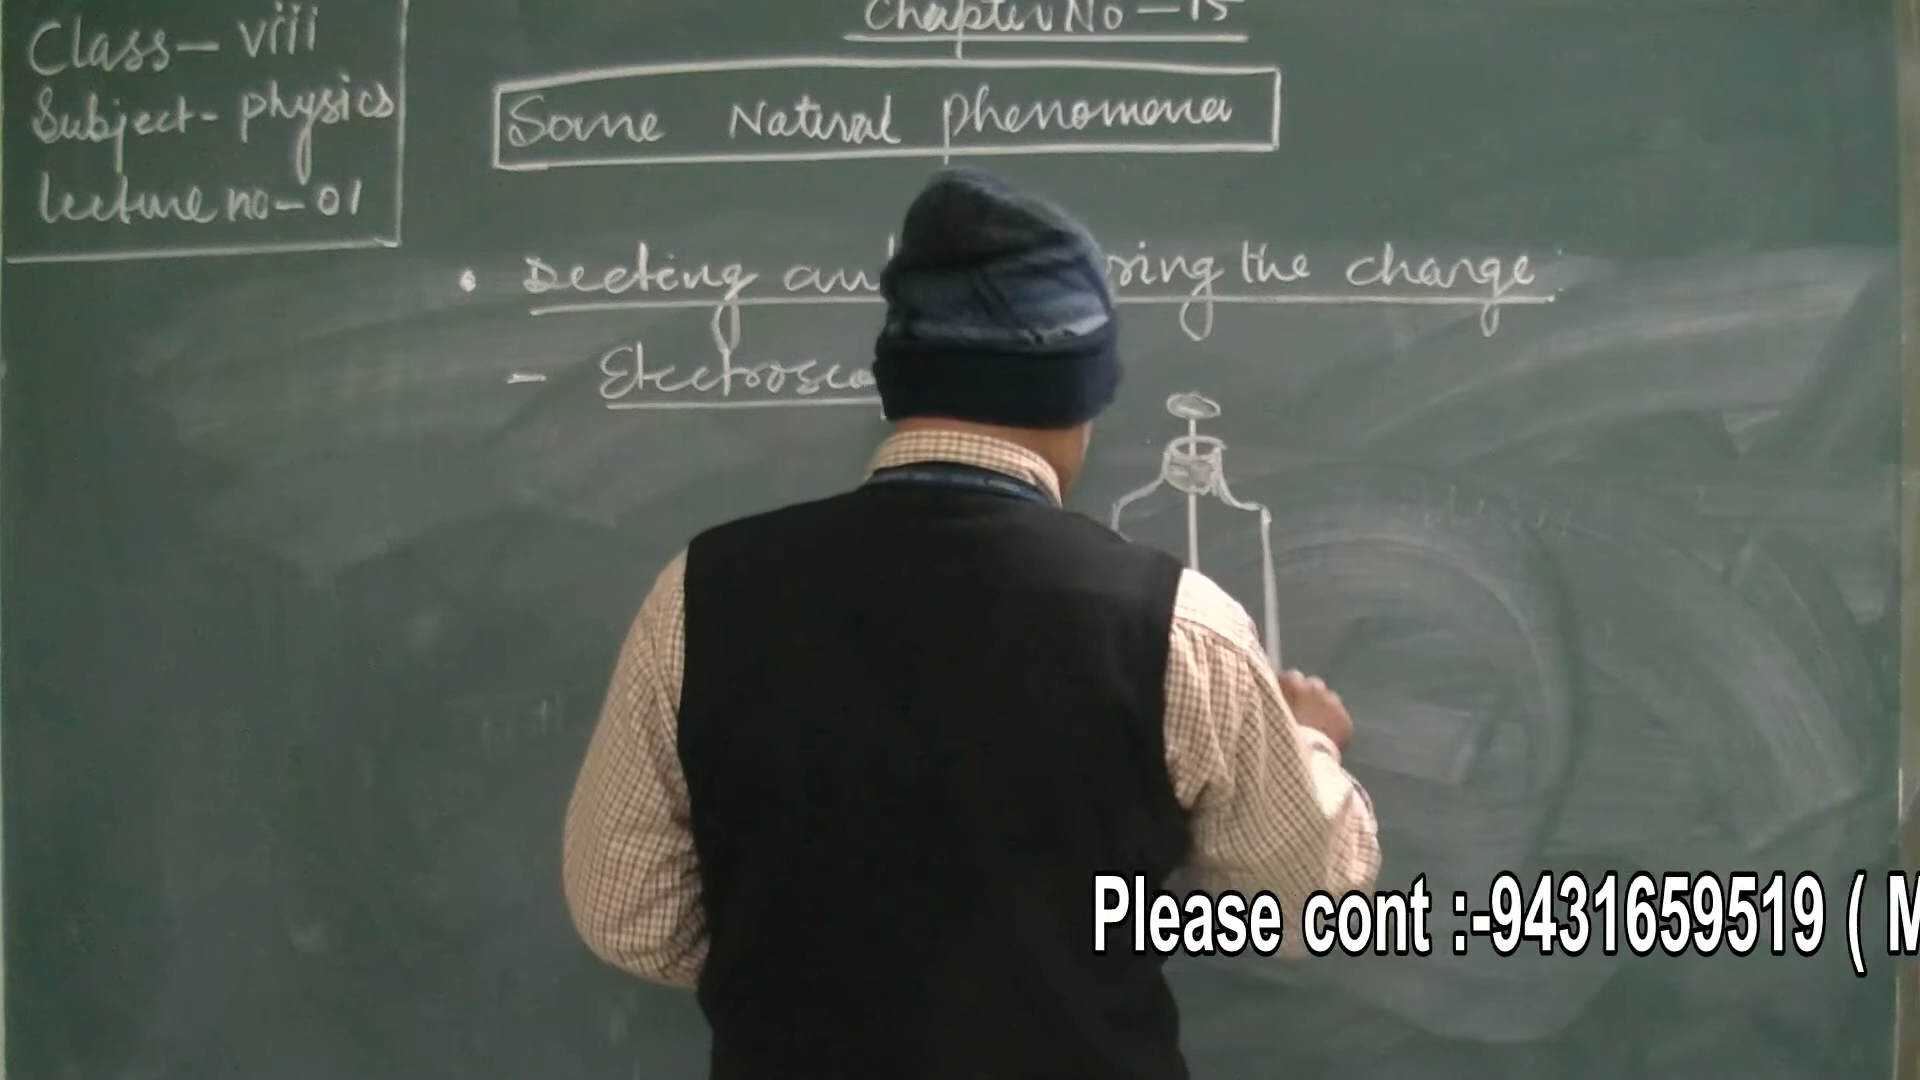 Class - viii
Subject - physics
Lecture no - 01
Chapter No - 15
Some Natural Phenomena
• Deeting an ring the charge
- Electrosco
Please cont :-9431659519 ( M